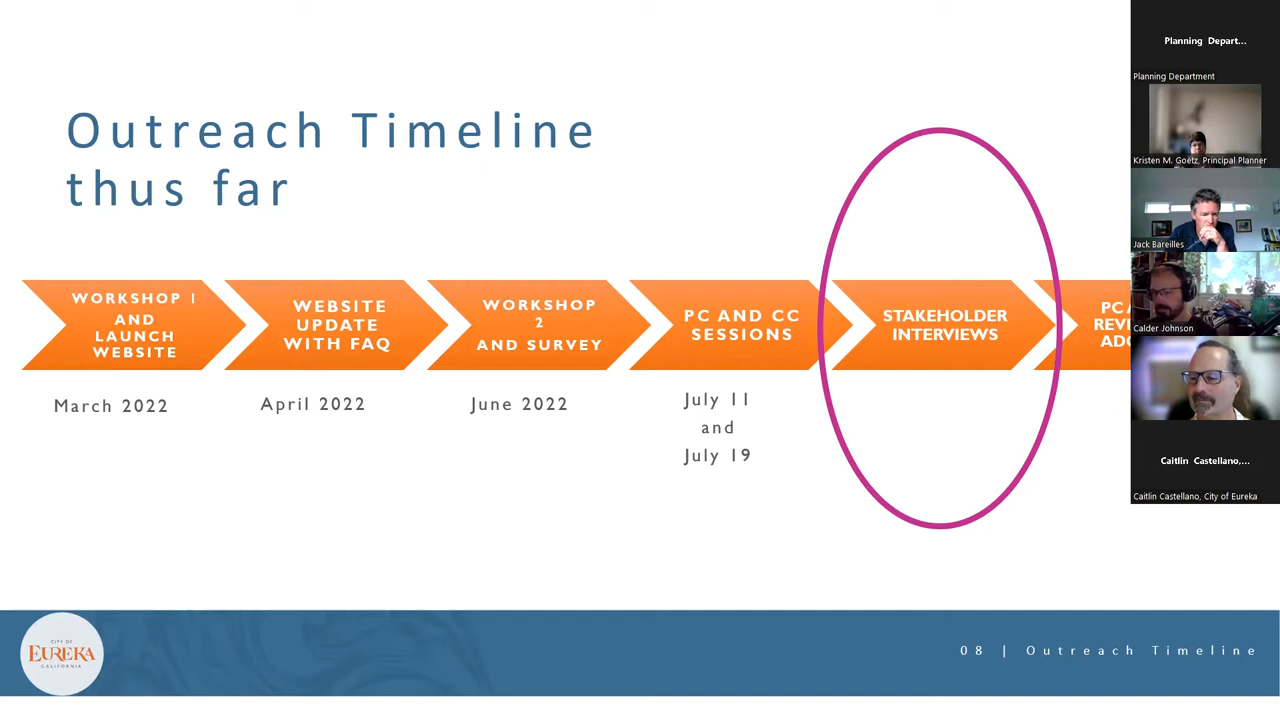 Outreach Timeline
thus far
WORKSHOP 1
AND
LAUNCH
WEBSITE
March 2022
WEBSITE
UPDATE
WITH FAQ
April 2022
WORKSHOP
2
AND SURVEY
June 2022
PC AND CC
SESSIONS
July 11
and
July 19
STAKEHOLDER
INTERVIEWS
PC
CITY OF
EUREKA
CALIFORNIA
08 | Outreach Timeline
Planning Depart...
Planning Department
Kristen M. Goetz, Principal Planner
Jack Bareilles
Calder Johnson
Caitlin Castellano,...
Caitlin Castellano, City of Eureka